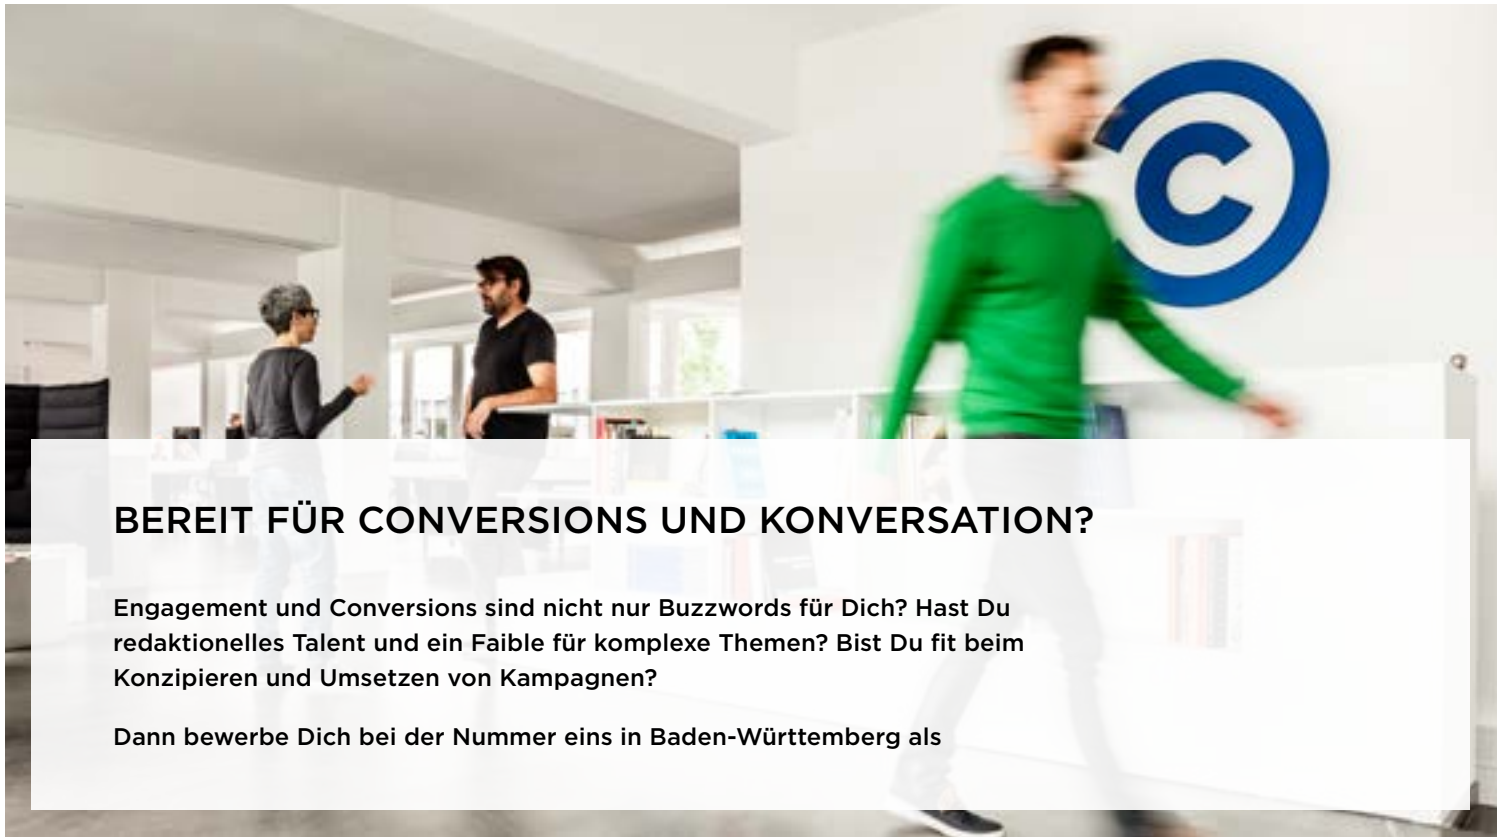 C
BEREIT FÜR CONVERSIONS UND KONVERSATION?
Engagement und Conversions sind nicht nur Buzzwords für Dich? Hast Du
redaktionelles Talent und ein Faible für komplexe Themen? Bist Du fit beim
Konzipieren und Umsetzen von Kampagnen?
Dann bewerbe Dich bei der Nummer eins in Baden-Württemberg als